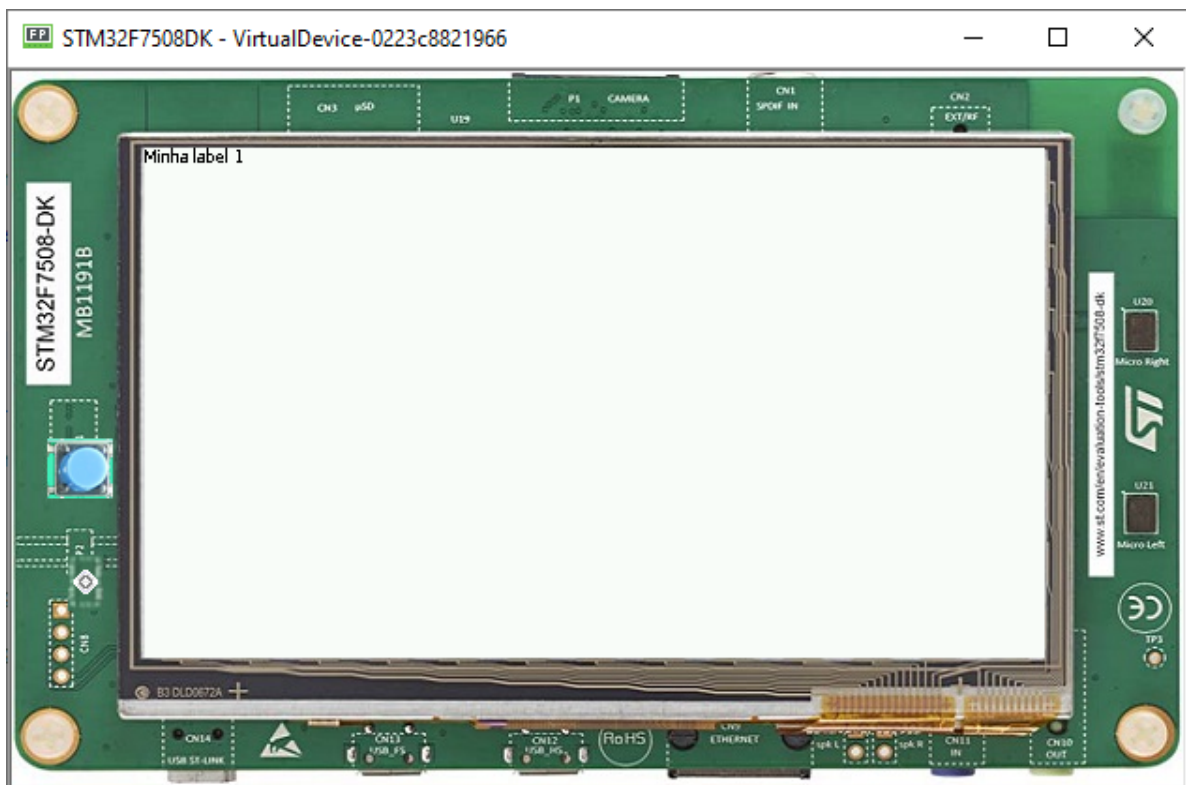 STM32F7508DK - VirtualDevice-0223c8821966
CN3 µSD
U19
P1 CAMERA
CN1
SPDIF IN
CN2
EXT/RF
Minha label 1
STM32F7508-DK
MB1191B
www.st.com/en/evaluation-tools/stm32f7508-dk
U20
Micro Right
U21
Micro Left
P2
CN8
TP3
B3 DLD0672A
CN14
USB ST-LINK
CN13
USB_FS
CN12
USB_HS
RoHS
CN9
ETHERNET
spk L
spk R
CN11
IN
CN10
OUT